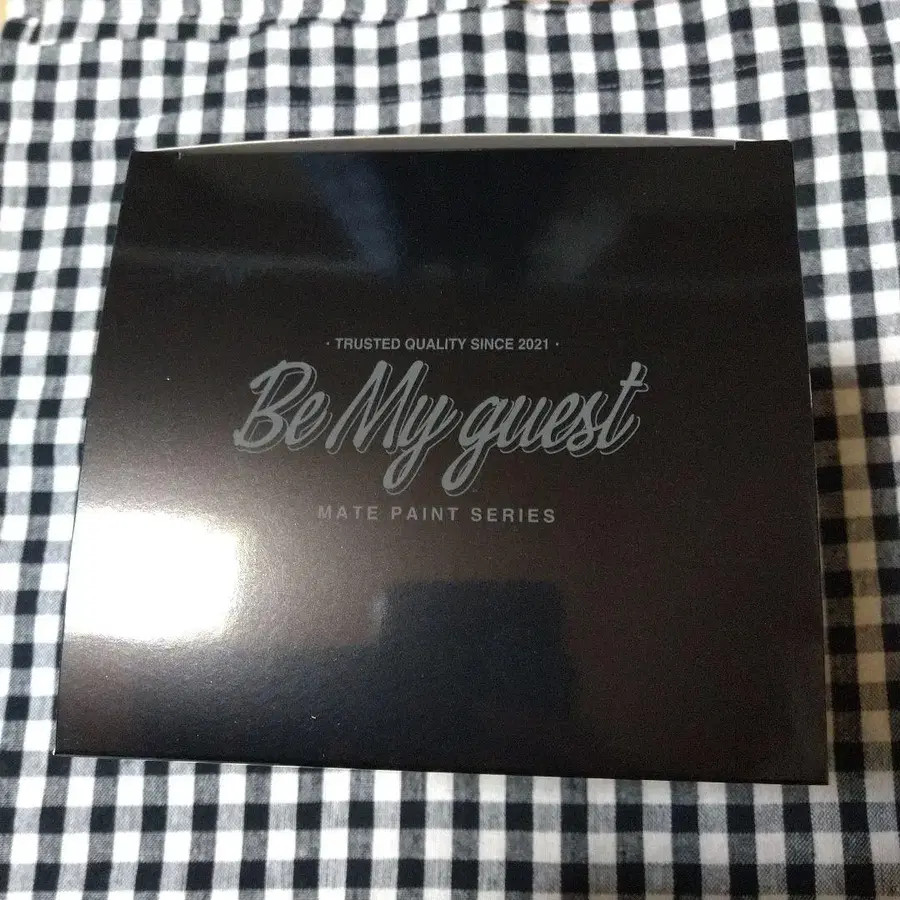 · TRUSTED QUALITY SINCE 2021 ·
Be My guest
MATE PAINT SERIES